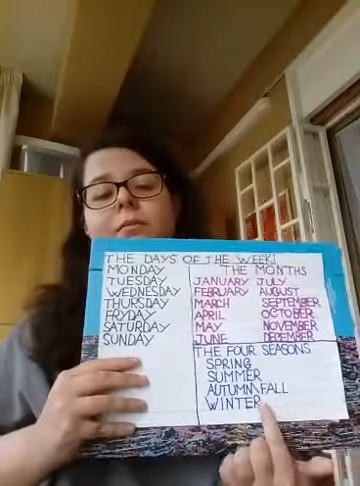 THE DAYS OF THE WEEK
MONDAY
TUESDAY
WEDNESDAY
THURSDAY
FRYDAY
SATURDAY
SUNDAY
THE MONTHS
JANUARY JULY
FEBRUARY AUGUST
MARCH SEPTEMBER
APRIL OCTOBER
MAY NOVEMBER
JUNE DECEMBER
THE FOUR SEASONS
SPRING
SUMMER
AUTUMN/FALL
WINTER